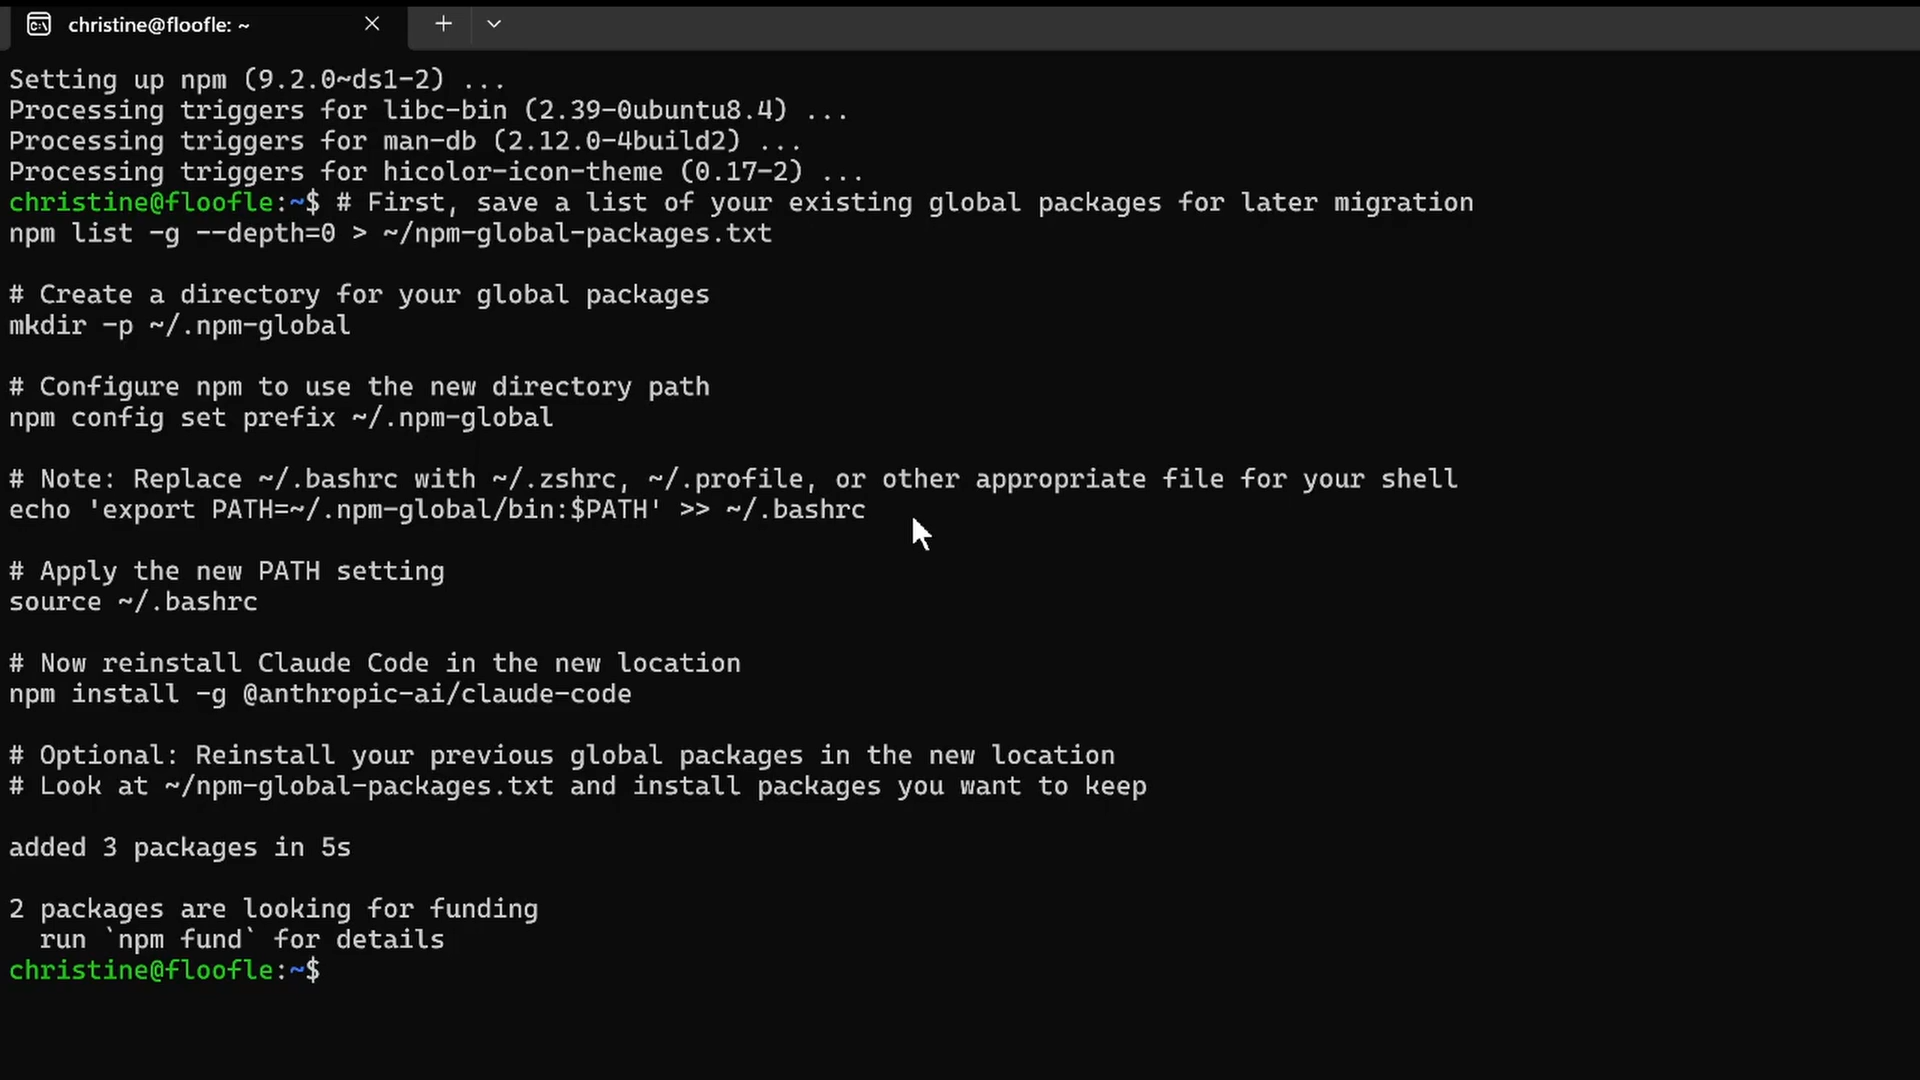 christine@floofle: ~
Setting up npm (9.2.0~ds1-2) ...
Processing triggers for libc-bin (2.39-0ubuntu8.4) ...
Processing triggers for man-db (2.12.0-4build2) ...
Processing triggers for hicolor-icon-theme (0.17-2) ...
christine@floofle:~$ # First, save a list of your existing global packages for later migration
npm list -g --depth=0 > ~/npm-global-packages.txt
# Create a directory for your global packages
mkdir -p ~/.npm-global
# Configure npm to use the new directory path
npm config set prefix ~/.npm-global
# Note: Replace ~/.bashrc with ~/.zshrc, ~/.profile, or other appropriate file for your shell
echo 'export PATH=~/.npm-global/bin:$PATH' >> ~/.bashrc
# Apply the new PATH setting
source ~/.bashrc
# Now reinstall Claude Code in the new location
npm install -g @anthropic-ai/claude-code
# Optional: Reinstall your previous global packages in the new location
# Look at ~/npm-global-packages.txt and install packages you want to keep
added 3 packages in 5s
2 packages are looking for funding
  run `npm fund` for details
christine@floofle:~$